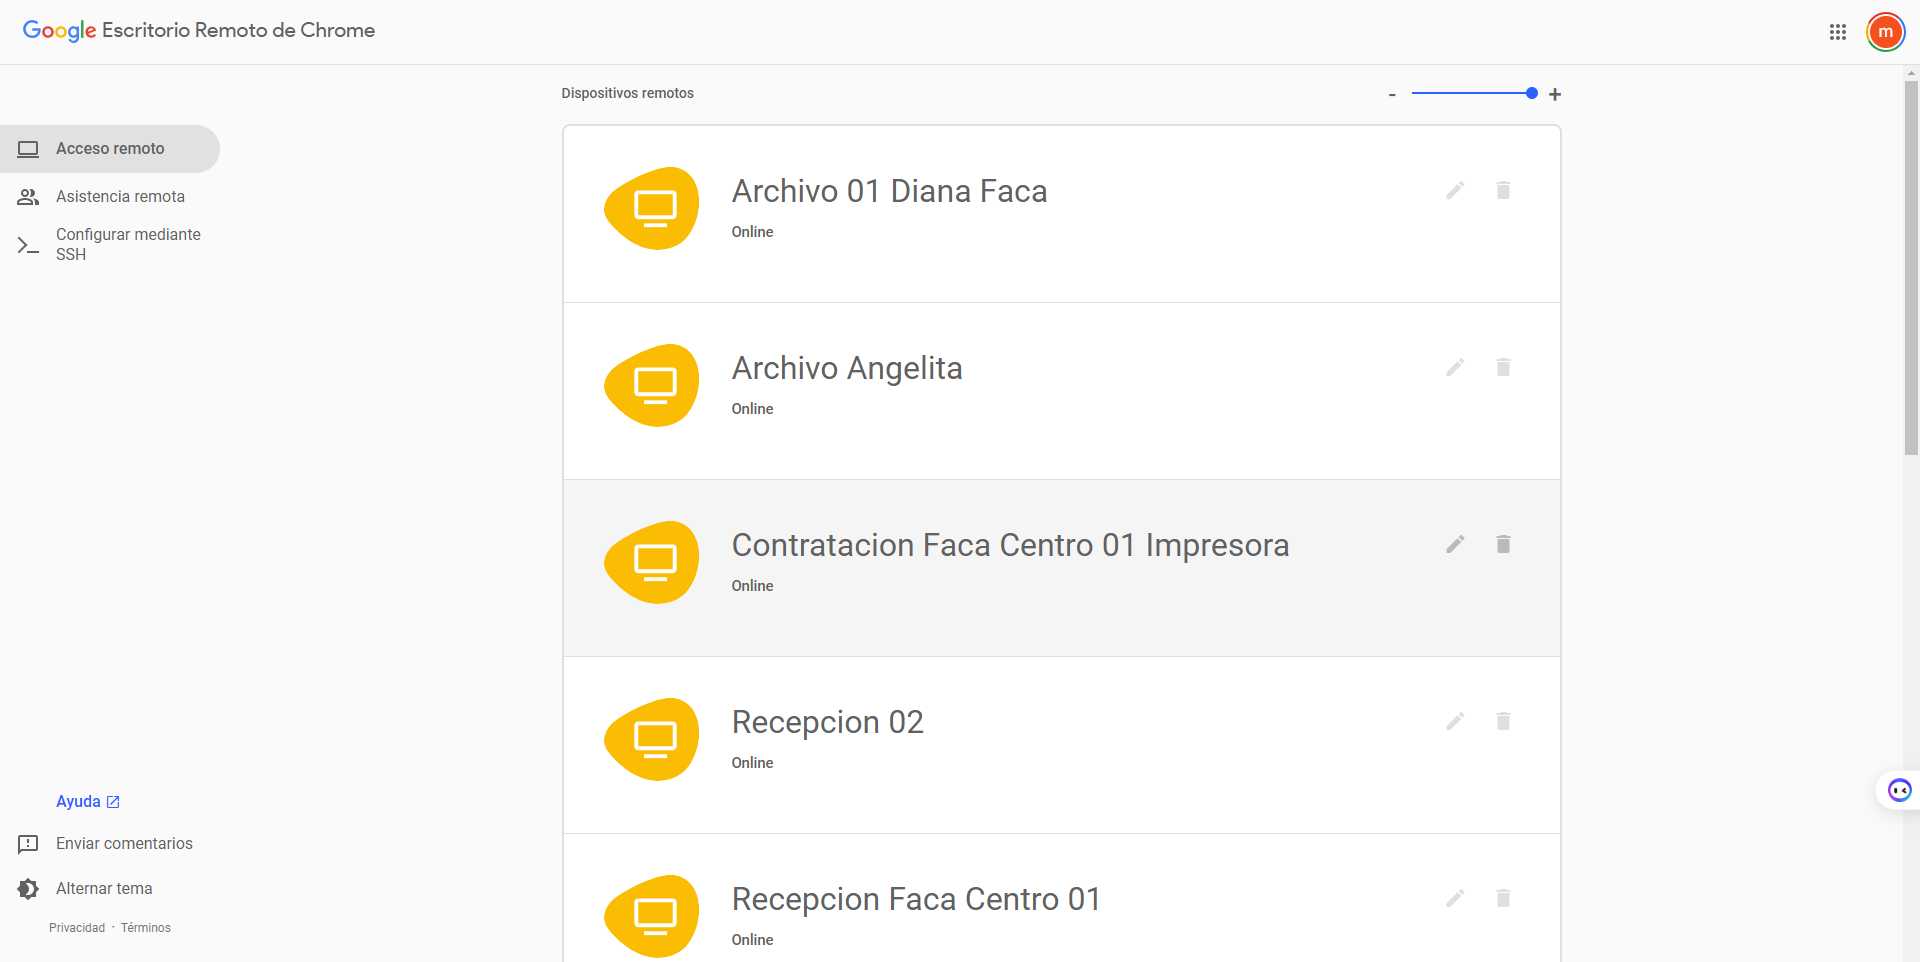 Google Escritorio Remoto de Chrome
m
Dispositivos remotos
- +
Acceso remoto
Asistencia remota
Configurar mediante
SSH
Archivo 01 Diana Faca
Online
Archivo Angelita
Online
Contratacion Faca Centro 01 Impresora
Online
Recepcion 02
Online
Recepcion Faca Centro 01
Online
Ayuda
Enviar comentarios
Alternar tema
Privacidad · Términos